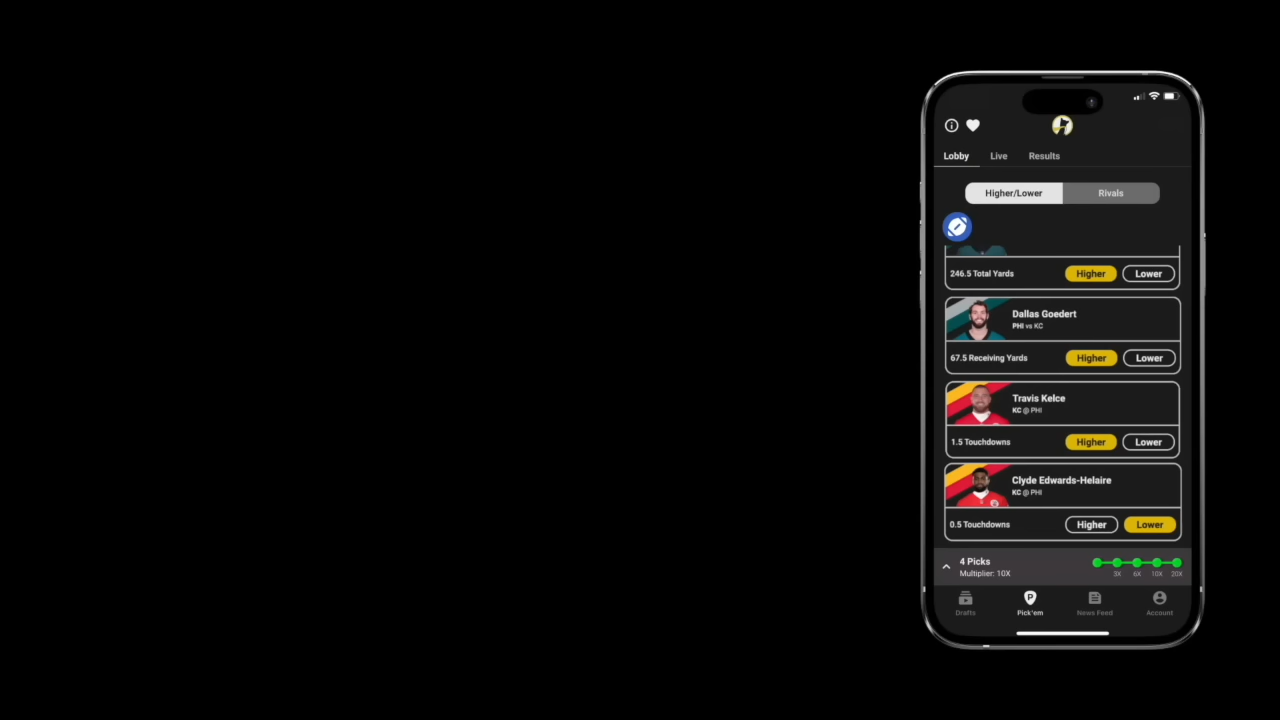 Lobby Live Results
Higher/Lower Rivals
246.5 Total Yards Higher Lower
Dallas Goedert
PHI vs KC
67.5 Receiving Yards Higher Lower
Travis Kelce
KC @ PHI
1.5 Touchdowns Higher Lower
Clyde Edwards-Helaire
KC @ PHI
0.5 Touchdowns Higher Lower
4 Picks
Multiplier: 10X
3X 6X 10X 20X
P
Drafts Pick'em News Feed Account